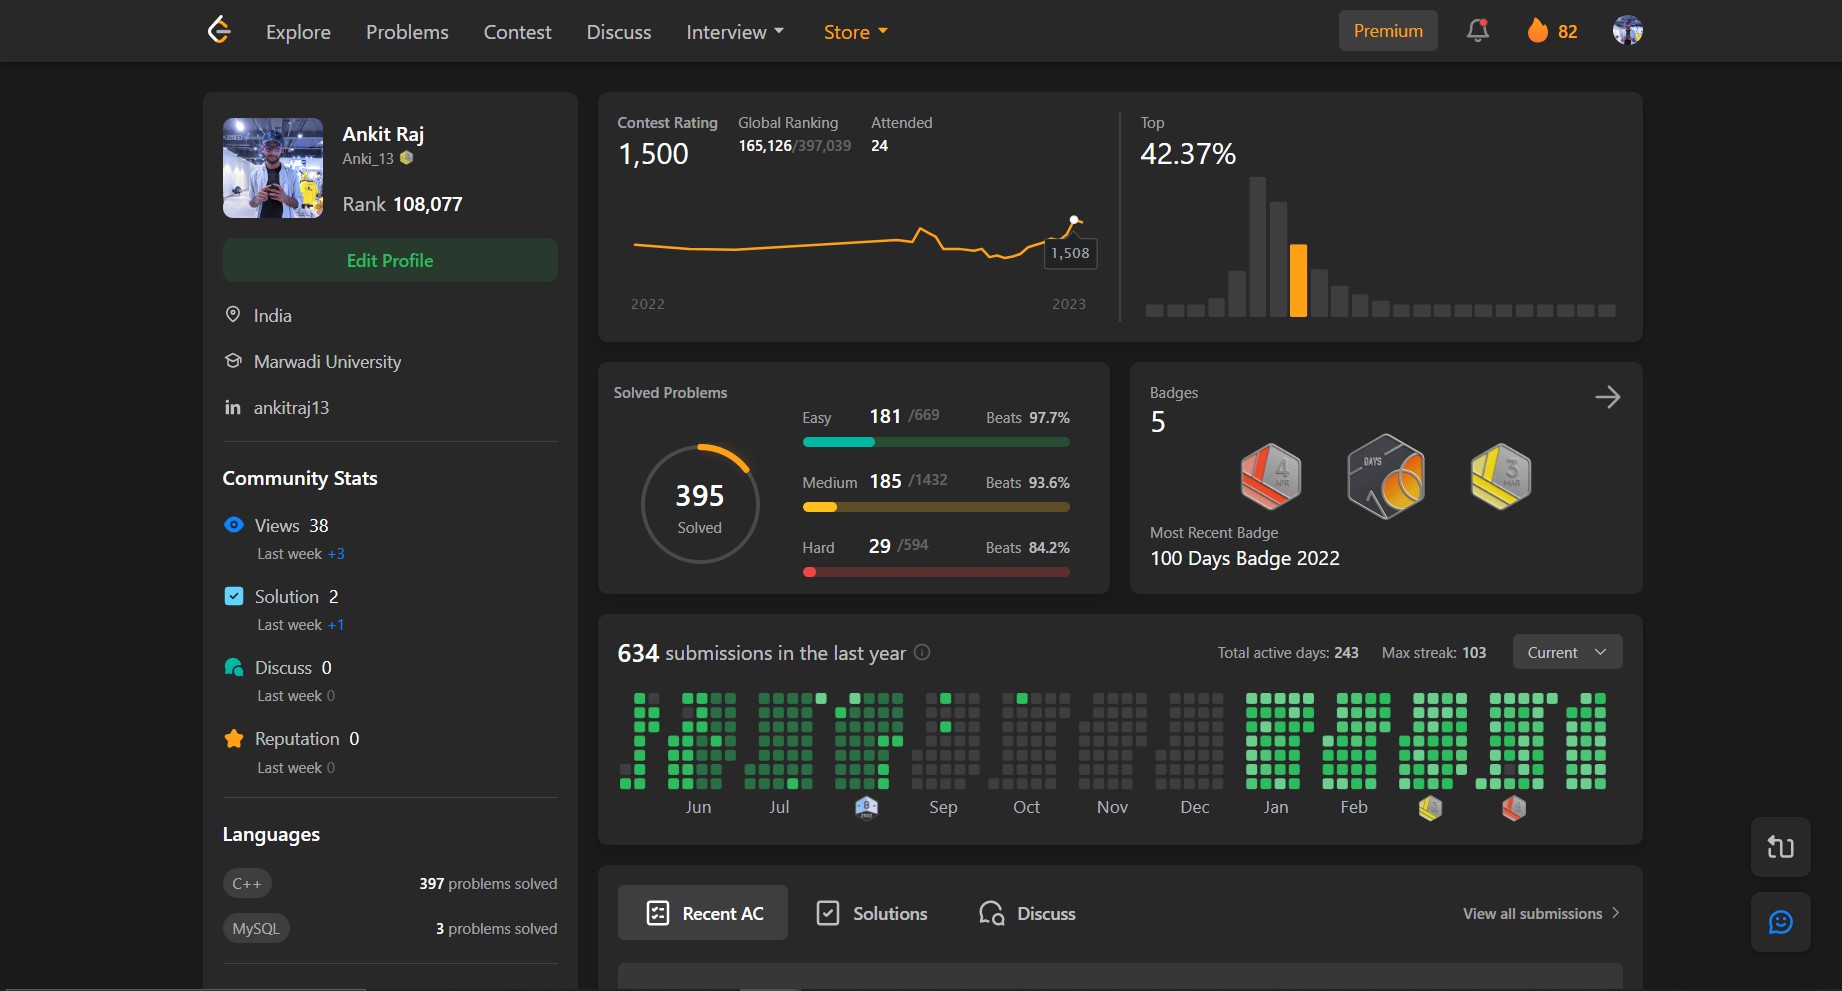 Explore Problems Contest Discuss Interview Store Premium 82
Ankit Raj
Anki_13
Rank 108,077
Edit Profile
India
Marwadi University
ankitraj13
Community Stats
Views 38
Last week +3
Solution 2
Last week +1
Discuss 0
Last week 0
Reputation 0
Last week 0
Languages
C++ 397 problems solved
MySQL 3 problems solved
Contest Rating Global Ranking Attended
1,500 165,126/397,039 24
1,508
2022 2023
Top
42.37%
Solved Problems
395
Solved
Easy 181 /669 Beats 97.7%
Medium 185 /1432 Beats 93.6%
Hard 29 /594 Beats 84.2%
Badges
5
4
APR
DAYS
3
MAR
Most Recent Badge
100 Days Badge 2022
634 submissions in the last year Total active days: 243 Max streak: 103 Current
Jun Jul Sep Oct Nov Dec Jan Feb
Recent AC Solutions Discuss View all submissions